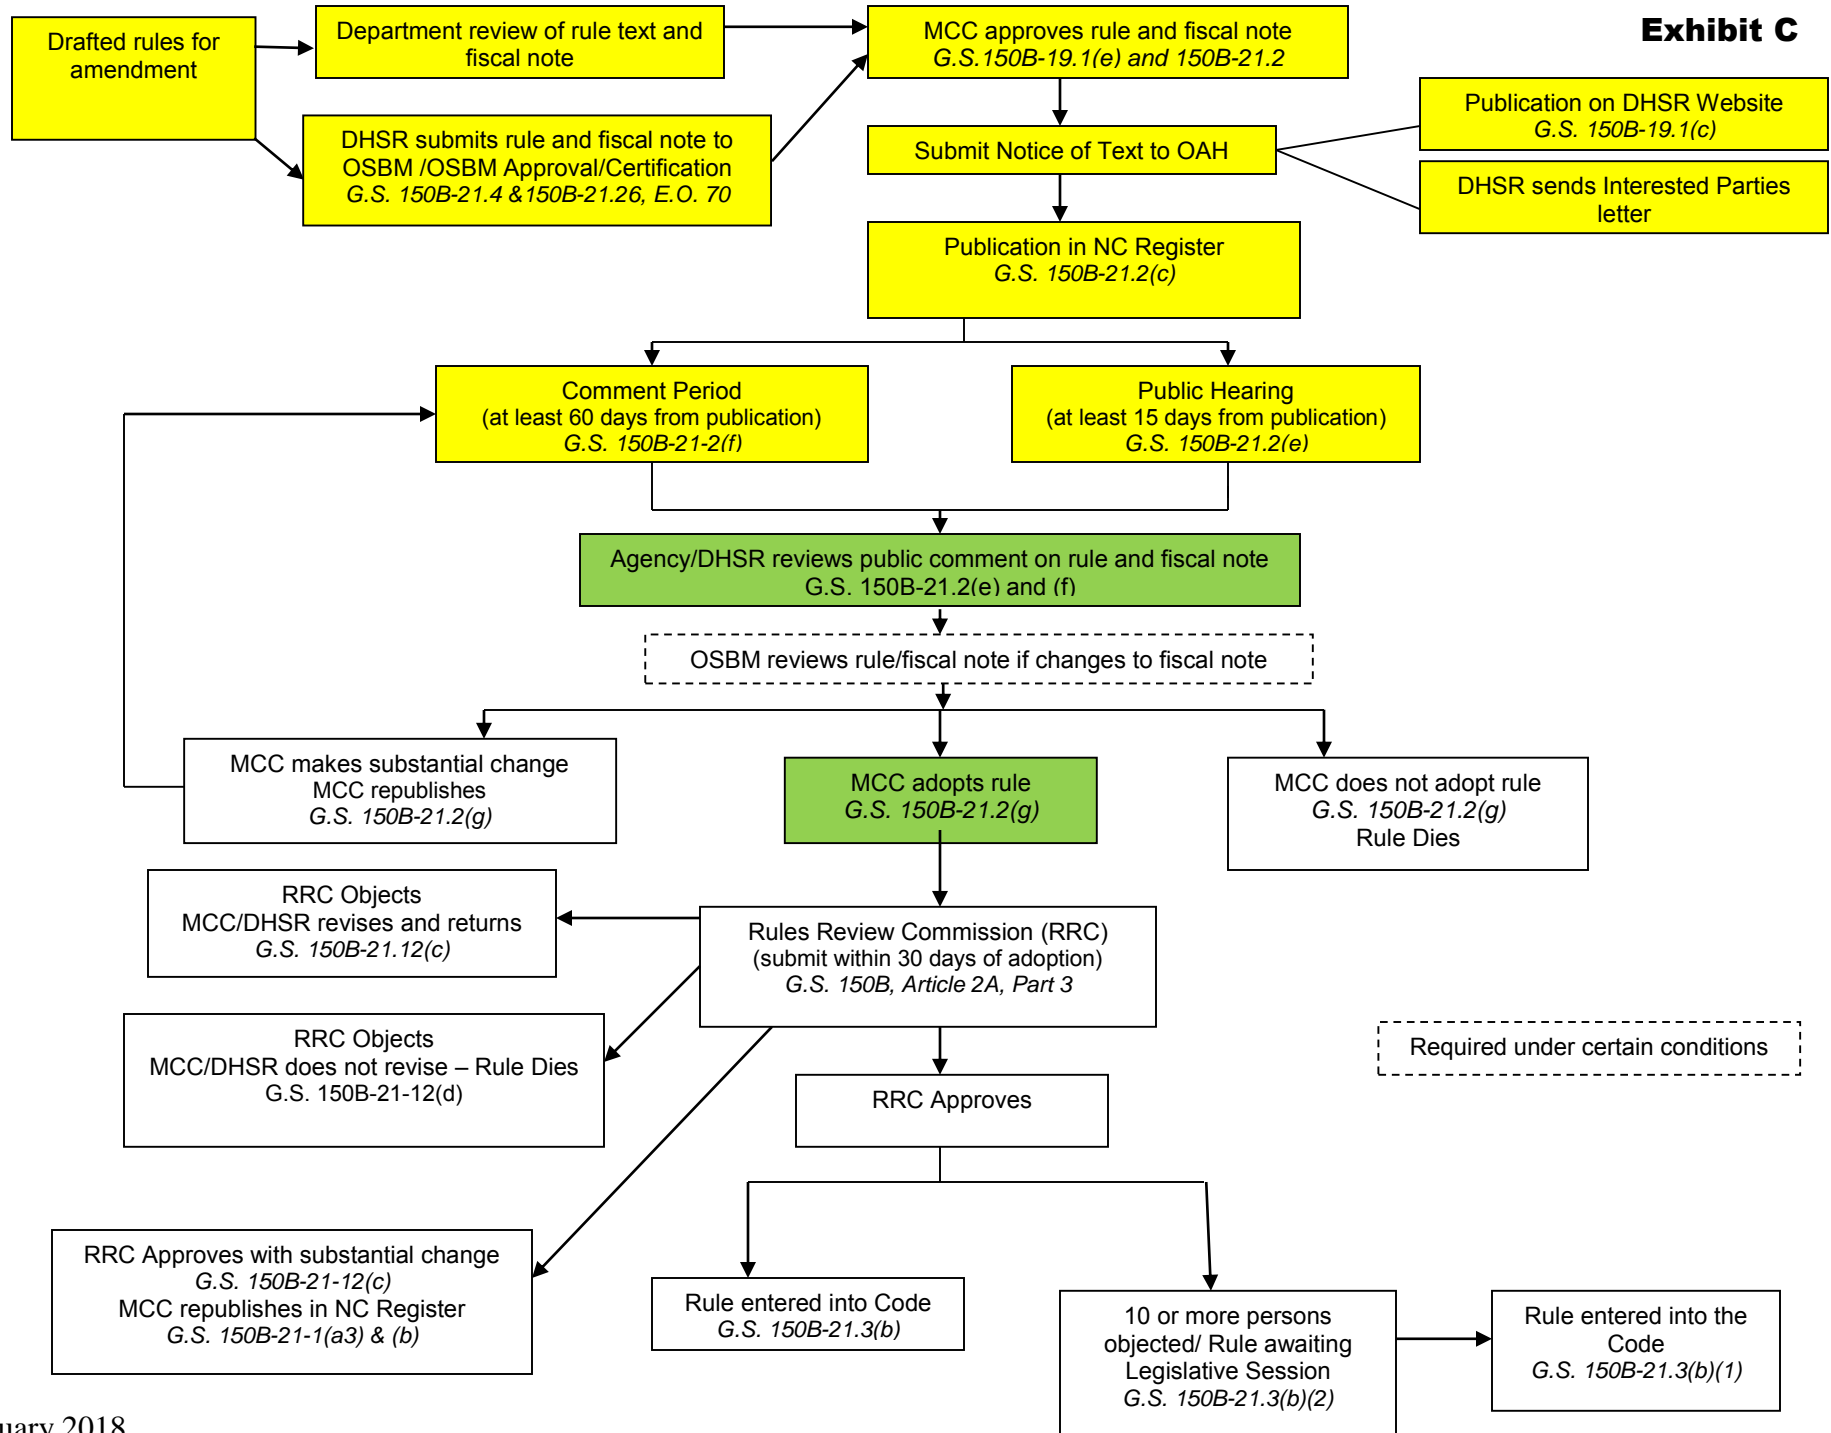 Exhibit C
Drafted rules for
amendment
Department review of rule text and
fiscal note
MCC approves rule and fiscal note
G.S.150B-19.1(e) and 150B-21.2
DHSR submits rule and fiscal note to
OSBM /OSBM Approval/Certification
G.S. 150B-21.4 &150B-21.26, E.O. 70
Submit Notice of Text to OAH
Publication on DHSR Website
G.S. 150B-19.1(c)
DHSR sends Interested Parties
letter
Publication in NC Register
G.S. 150B-21.2(c)
Comment Period
(at least 60 days from publication)
G.S. 150B-21-2(f)
Public Hearing
(at least 15 days from publication)
G.S. 150B-21.2(e)
Agency/DHSR reviews public comment on rule and fiscal note
G.S. 150B-21.2(e) and (f)
OSBM reviews rule/fiscal note if changes to fiscal note
MCC makes substantial change
MCC republishes
G.S. 150B-21.2(g)
MCC adopts rule
G.S. 150B-21.2(g)
MCC does not adopt rule
G.S. 150B-21.2(g)
Rule Dies
RRC Objects
MCC/DHSR revises and returns
G.S. 150B-21.12(c)
Rules Review Commission (RRC)
(submit within 30 days of adoption)
G.S. 150B, Article 2A, Part 3
RRC Objects
MCC/DHSR does not revise – Rule Dies
G.S. 150B-21-12(d)
Required under certain conditions
RRC Approves
RRC Approves with substantial change
G.S. 150B-21-12(c)
MCC republishes in NC Register
G.S. 150B-21-1(a3) & (b)
Rule entered into Code
G.S. 150B-21.3(b)
10 or more persons
objected/ Rule awaiting
Legislative Session
G.S. 150B-21.3(b)(2)
Rule entered into the
Code
G.S. 150B-21.3(b)(1)
uary 2018